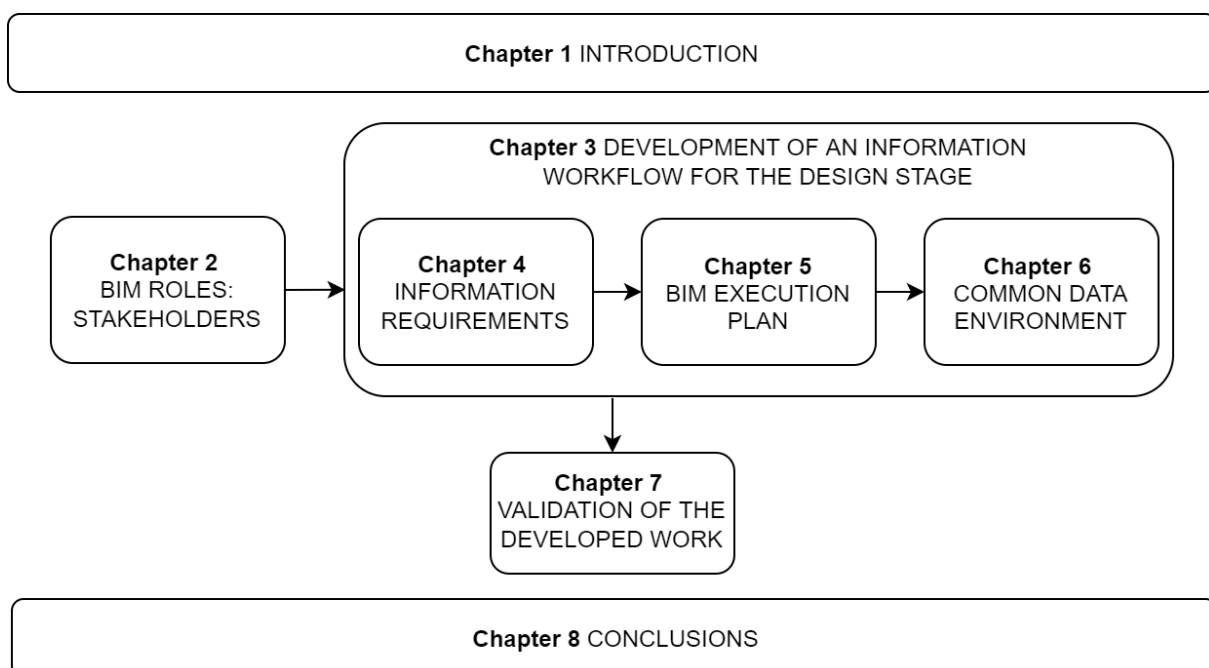 Chapter 1 INTRODUCTION
Chapter 3 DEVELOPMENT OF AN INFORMATION
WORKFLOW FOR THE DESIGN STAGE
Chapter 2
BIM ROLES:
STAKEHOLDERS
Chapter 4
INFORMATION
REQUIREMENTS
Chapter 5
BIM EXECUTION
PLAN
Chapter 6
COMMON DATA
ENVIRONMENT
Chapter 7
VALIDATION OF THE
DEVELOPED WORK
Chapter 8 CONCLUSIONS